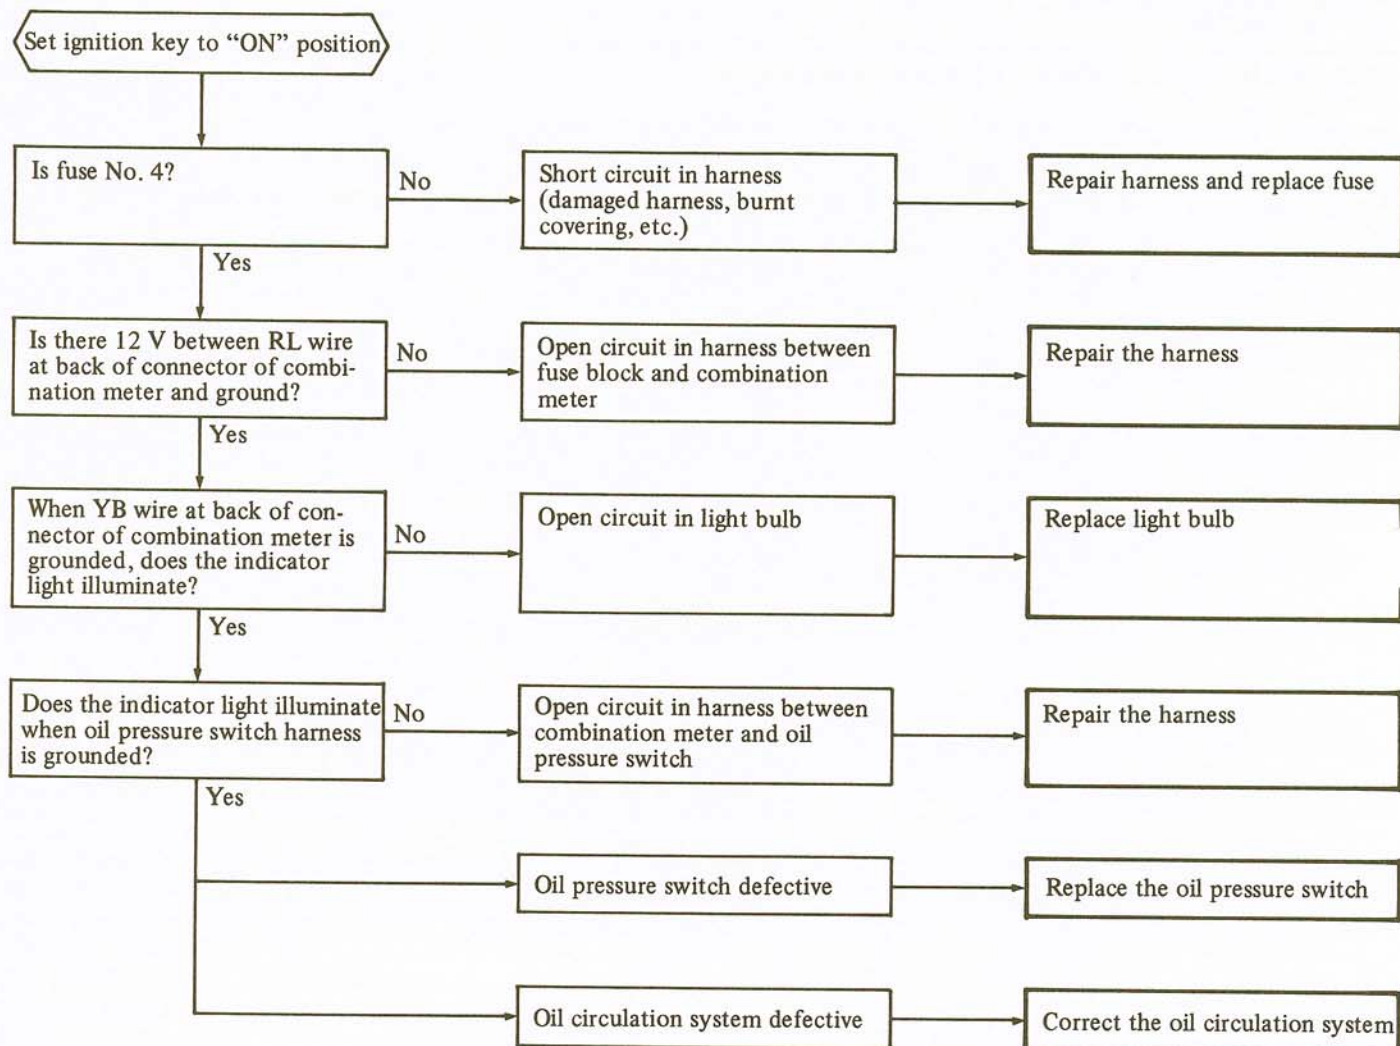 Set ignition key to “ON” position
Is fuse No. 4?
No
Short circuit in harness
(damaged harness, burnt
covering, etc.)
Repair harness and replace fuse
Yes
Is there 12 V between RL wire
at back of connector of combi-
nation meter and ground?
No
Open circuit in harness between
fuse block and combination
meter
Repair the harness
Yes
When YB wire at back of con-
nector of combination meter is
grounded, does the indicator
light illuminate?
No
Open circuit in light bulb
Replace light bulb
Yes
Does the indicator light illuminate
when oil pressure switch harness
is grounded?
No
Open circuit in harness between
combination meter and oil
pressure switch
Repair the harness
Yes
Oil pressure switch defective
Replace the oil pressure switch
Oil circulation system defective
Correct the oil circulation system